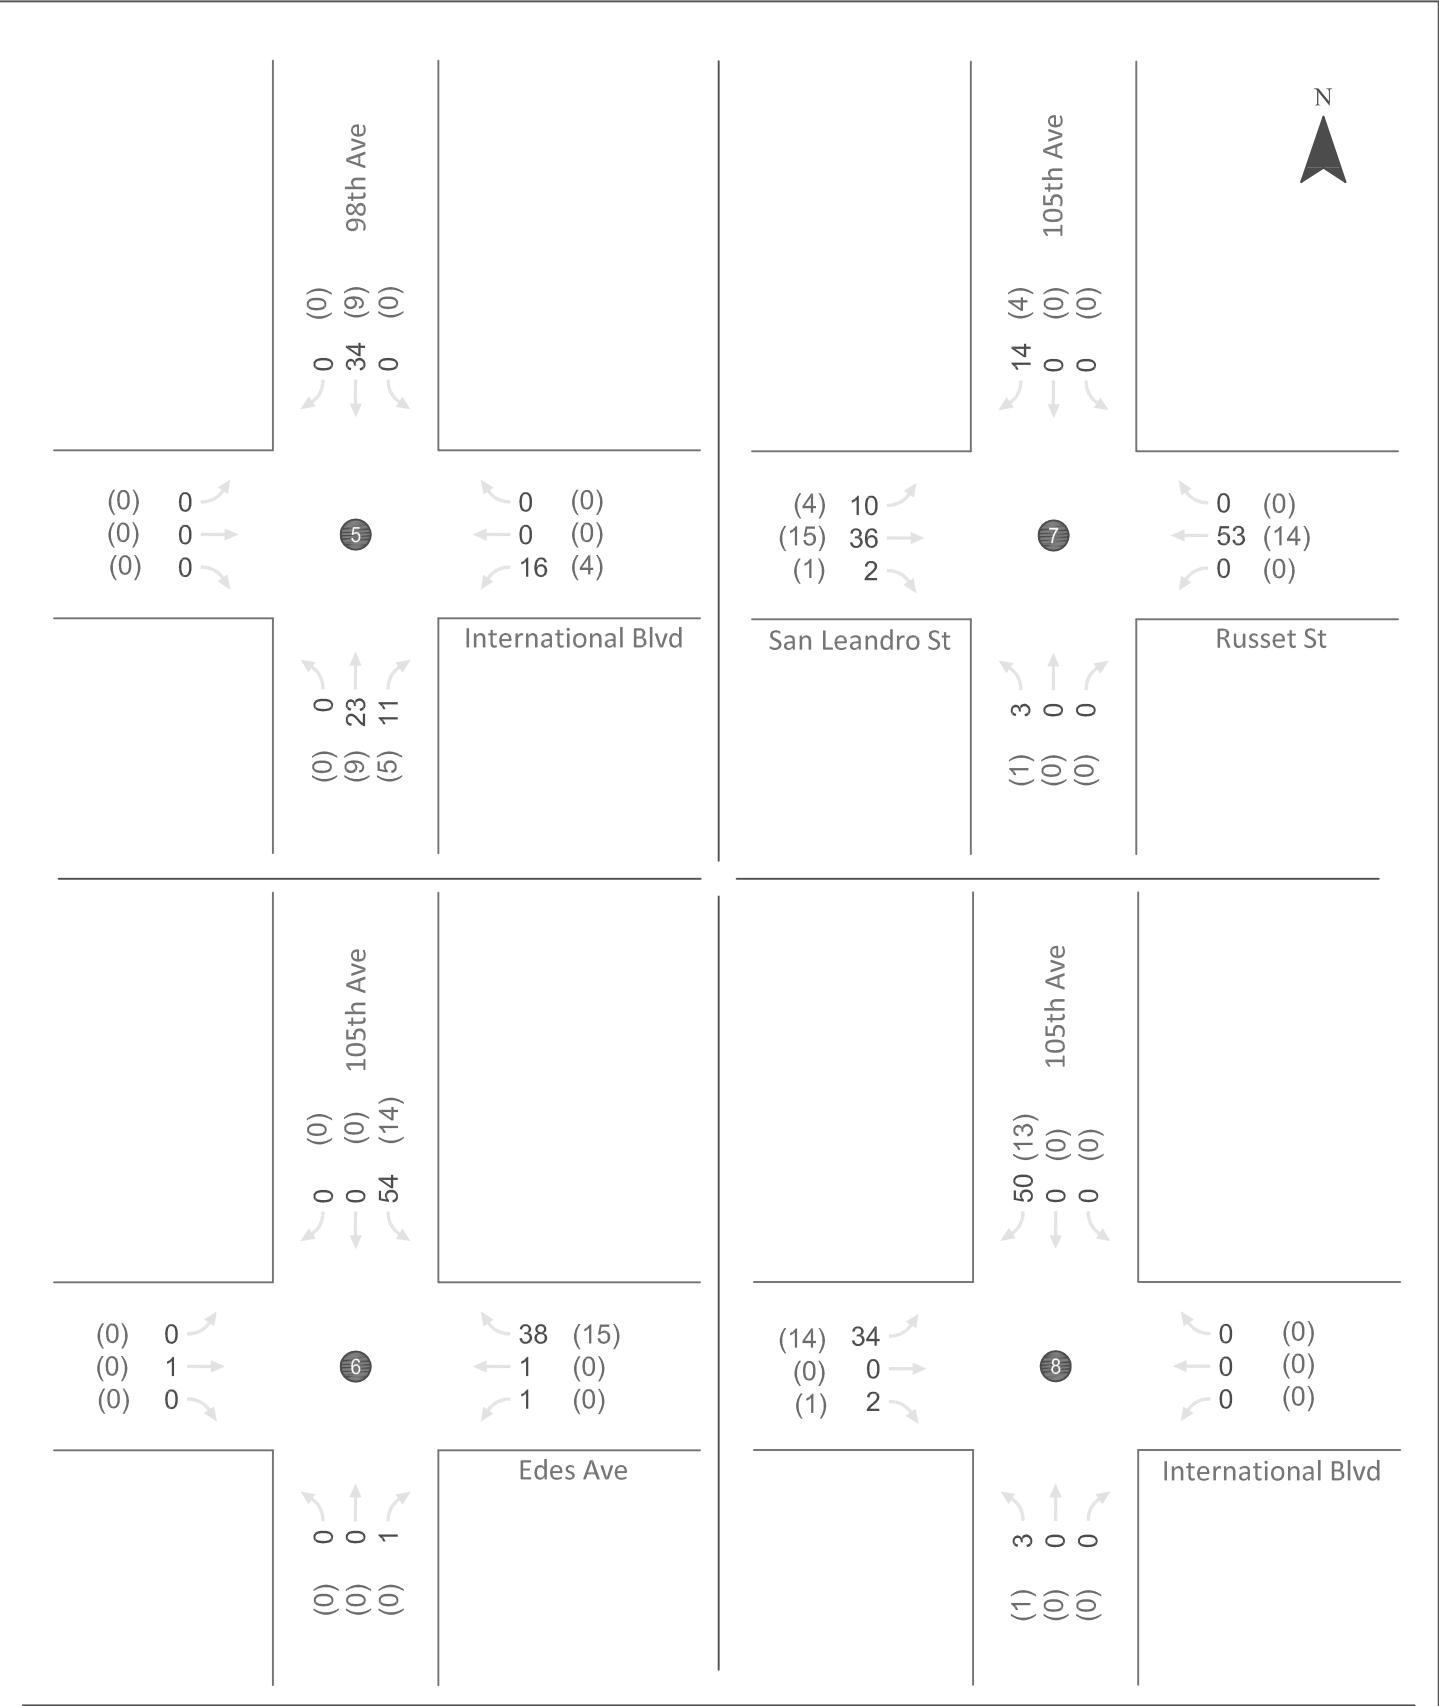 N
98th Ave
(0) (9) (0)
0 34 0
(0) 0
(0) 0
(0) 0
5
0 (0)
0 (0)
16 (4)
International Blvd
0 23 11
(0) (9) (5)
105th Ave
(4) (0) (0)
14 0 0
(4) 10
(15) 36
(1) 2
7
0 (0)
53 (14)
0 (0)
San Leandro St
Russet St
3 0 0
(1) (0) (0)
105th Ave
(0) (0) (14)
0 0 54
(0) 0
(0) 1
(0) 0
6
38 (15)
1 (0)
1 (0)
Edes Ave
0 0 1
(0) (0) (0)
105th Ave
(13) (0) (0)
50 0 0
(14) 34
(0) 0
(1) 2
8
0 (0)
0 (0)
0 (0)
International Blvd
3 0 0
(1) (0) (0)